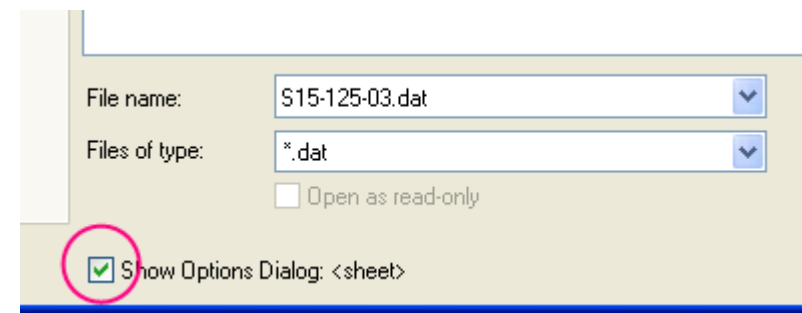 File name: S15-125-03.dat
Files of type: *.dat
Open as read-only
Show Options Dialog: <sheet>